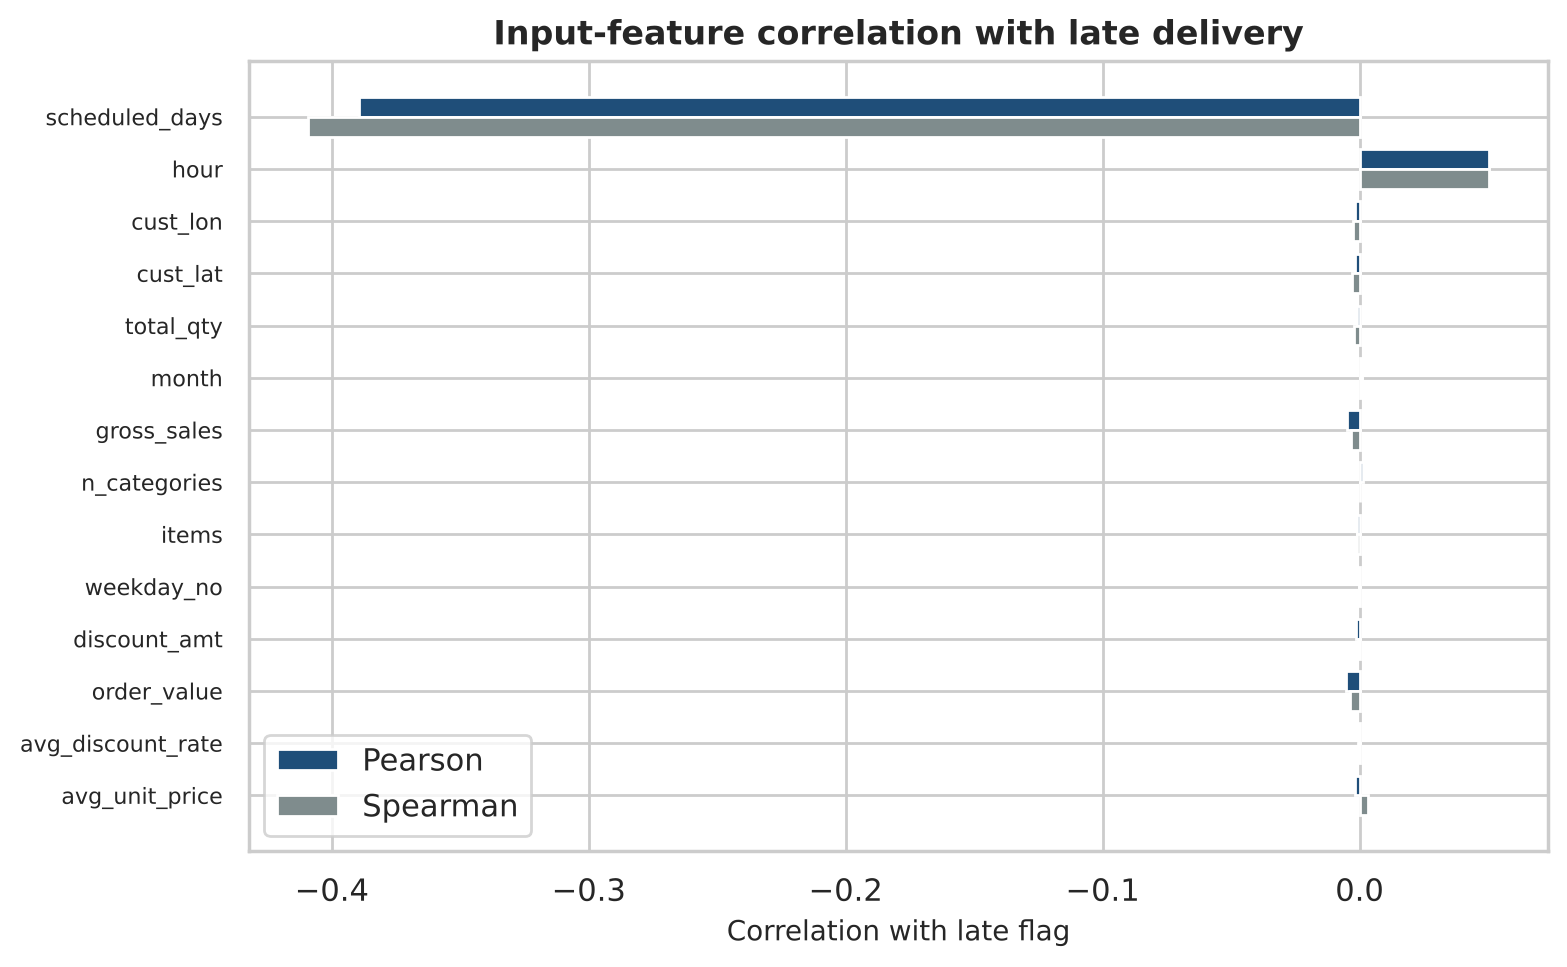 Input-feature correlation with late delivery
scheduled_days
hour
cust_lon
cust_lat
total_qty
month
gross_sales
n_categories
items
weekday_no
discount_amt
order_value
avg_discount_rate
avg_unit_price
Pearson
Spearman
−0.4 −0.3 −0.2 −0.1 0.0
Correlation with late flag